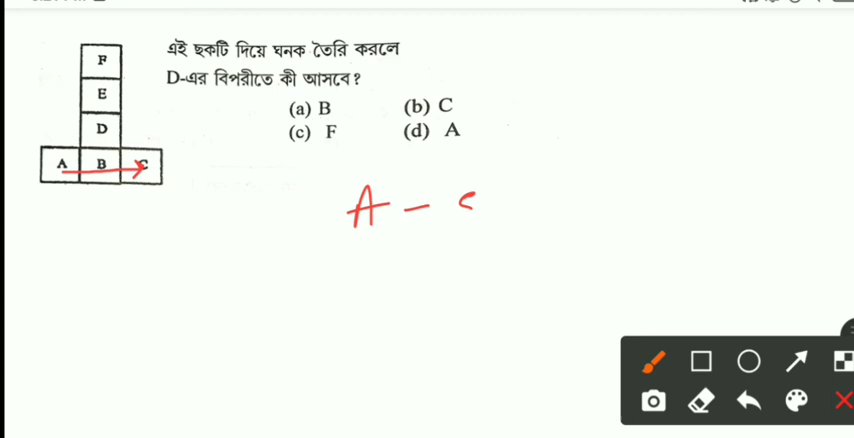 এই ছকটি দিয়ে ঘনক তৈরি করলে
D-এর বিপরীতে কী আসবে?
(a) B (b) C
(c) F (d) A
F
E
D
A B C
A - c